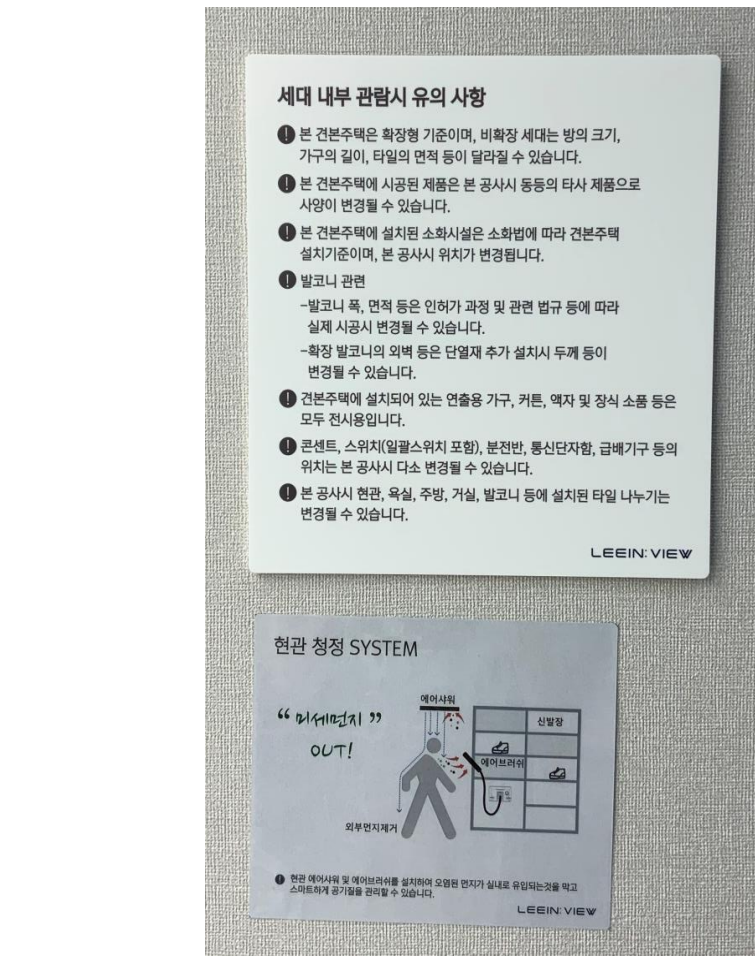 세대 내부 관람시 유의 사항
! 본 견본주택은 확장형 기준이며, 비확장 세대는 방의 크기,
가구의 길이, 타일의 면적 등이 달라질 수 있습니다.
! 본 견본주택에 시공된 제품은 본 공사시 동등의 타사 제품으로
사양이 변경될 수 있습니다.
! 본 견본주택에 설치된 소화시설은 소화법에 따라 견본주택
설치기준이며, 본 공사시 위치가 변경됩니다.
! 발코니 관련
-발코니 폭, 면적 등은 인허가 과정 및 관련 법규 등에 따라
실제 시공시 변경될 수 있습니다.
-확장 발코니의 외벽 등은 단열재 추가 설치시 두께 등이
변경될 수 있습니다.
! 견본주택에 설치되어 있는 연출용 가구, 커튼, 액자 및 장식 소품 등은
모두 전시용입니다.
! 콘센트, 스위치(일괄스위치 포함), 분전반, 통신단자함, 급배기구 등의
위치는 본 공사시 다소 변경될 수 있습니다.
! 본 공사시 현관, 욕실, 주방, 거실, 발코니 등에 설치된 타일 나누기는
변경될 수 있습니다.
LEEIN:VIEW
현관 청정 SYSTEM
“미세먼지”
OUT!
에어샤워
신발장
에어브러쉬
외부먼지제거
! 현관 에어샤워 및 에어브러쉬를 설치하여 오염된 먼지가 실내로 유입되는것을 막고
스마트하게 공기질을 관리할 수 있습니다.
LEEIN:VIEW